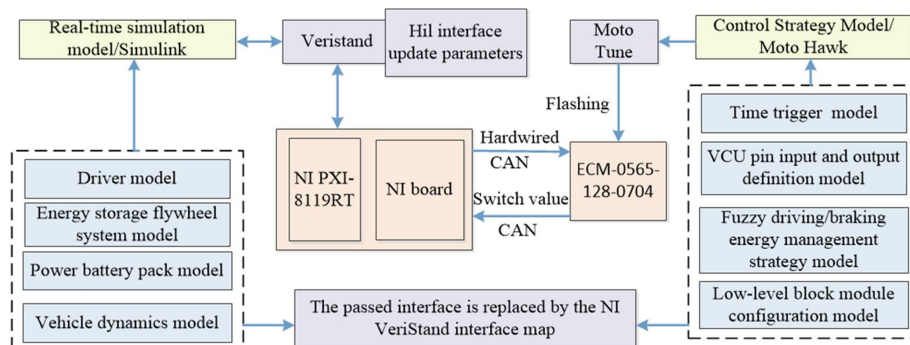 Real-time simulation
model/Simulink
Veristand
Hil interface
update parameters
Moto
Tune
Control Strategy Model/
Moto Hawk
Flashing
Time trigger model
VCU pin input and output
definition model
Fuzzy driving/braking
energy management
strategy model
Low-level block module
configuration model
Driver model
Energy storage flywheel
system model
Power battery pack model
Vehicle dynamics model
NI PXI-
8119RT
NI board
Hardwired
CAN
Switch value
CAN
ECM-0565-
128-0704
The passed interface is replaced by the NI
VeriStand interface map